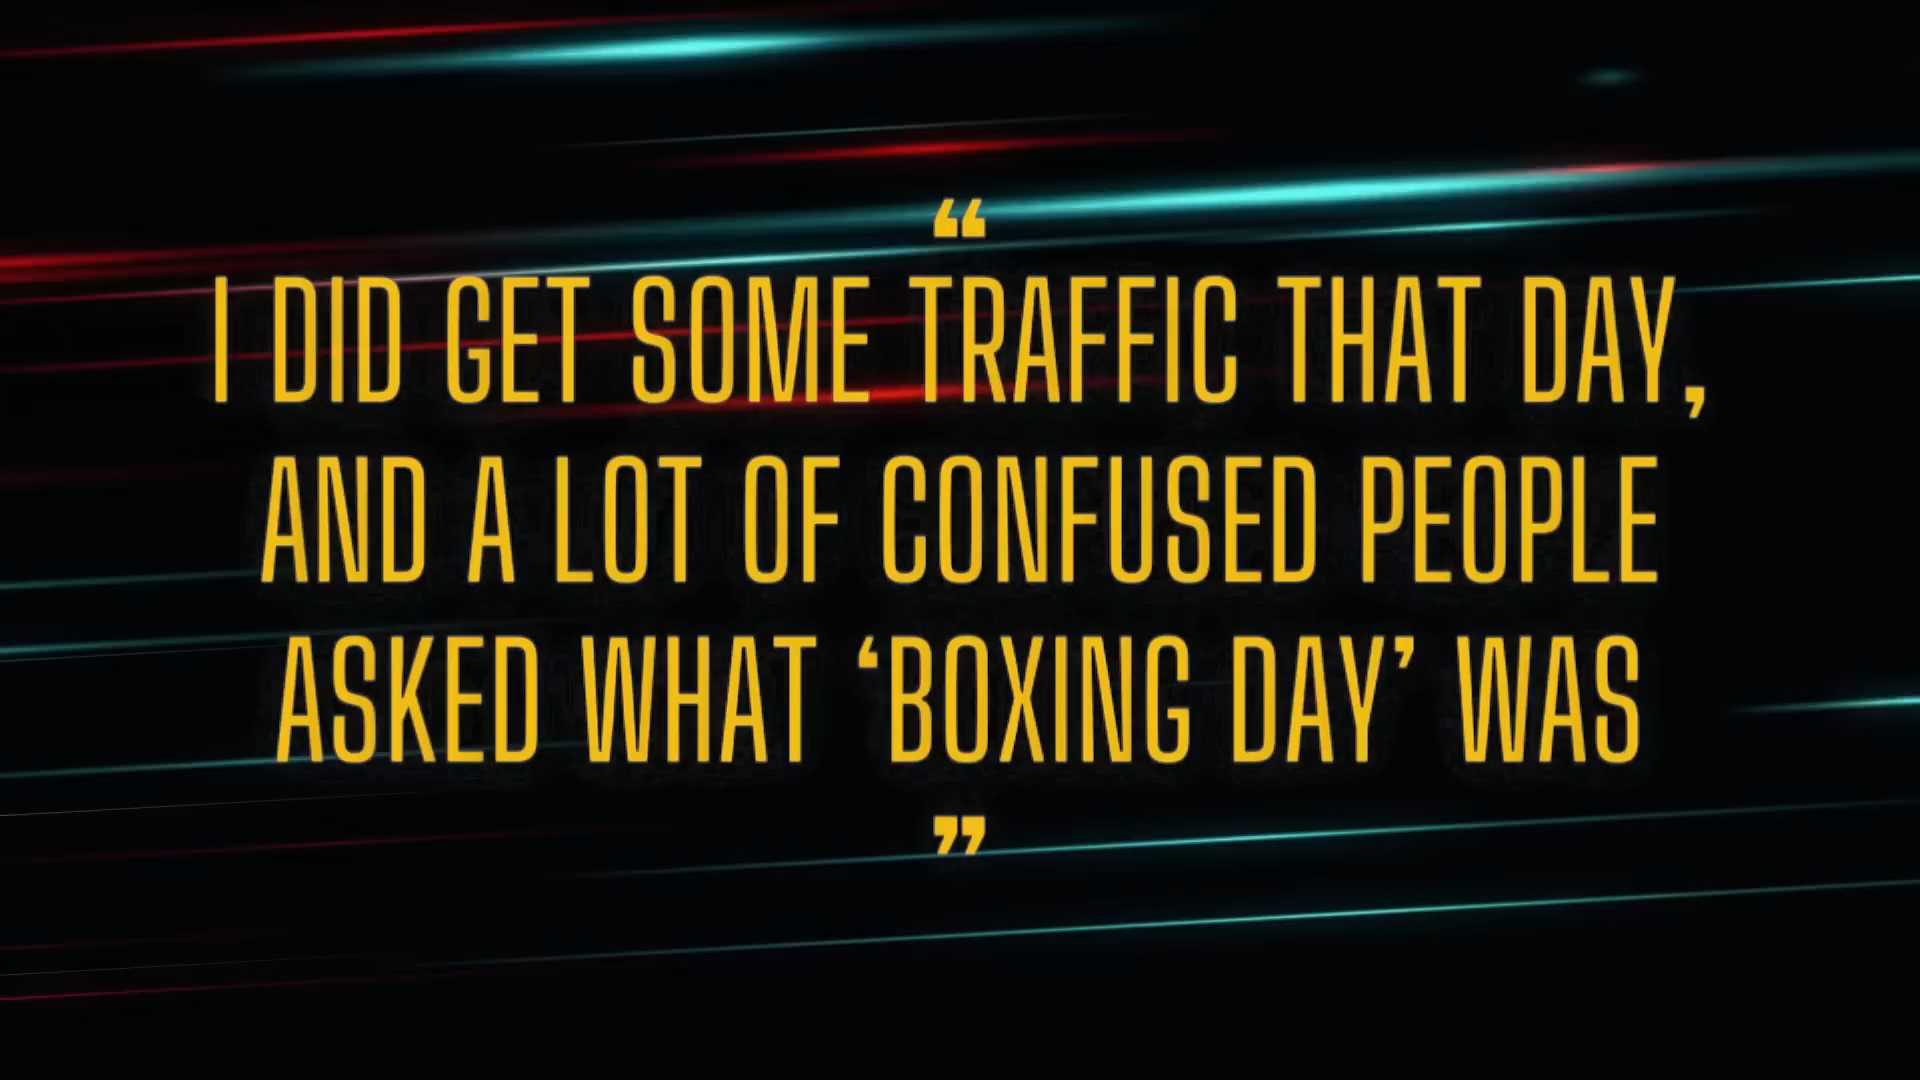 “
I DID GET SOME TRAFFIC THAT DAY,
AND A LOT OF CONFUSED PEOPLE
ASKED WHAT ‘BOXING DAY’ WAS
”